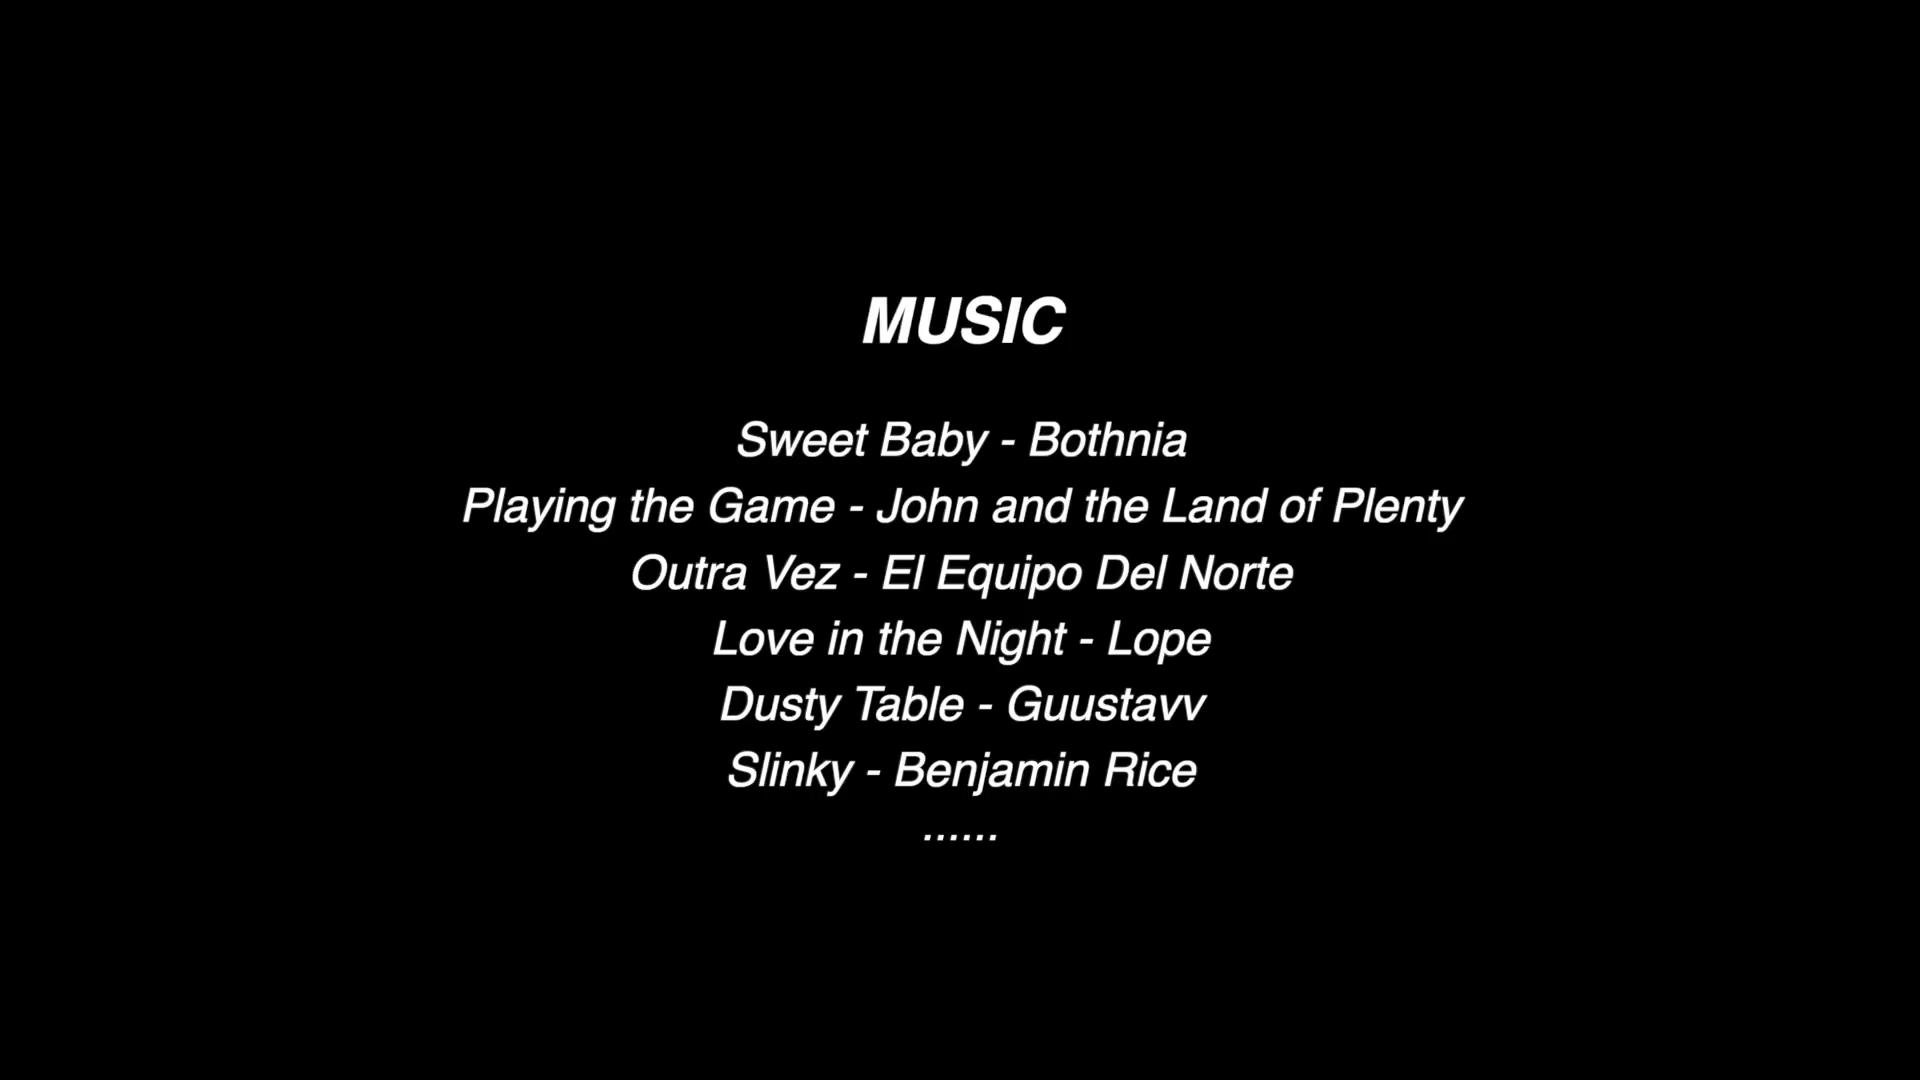 MUSIC
Sweet Baby - Bothnia
Playing the Game - John and the Land of Plenty
Outra Vez - El Equipo Del Norte
Love in the Night - Lope
Dusty Table - Guustavv
Slinky - Benjamin Rice
......